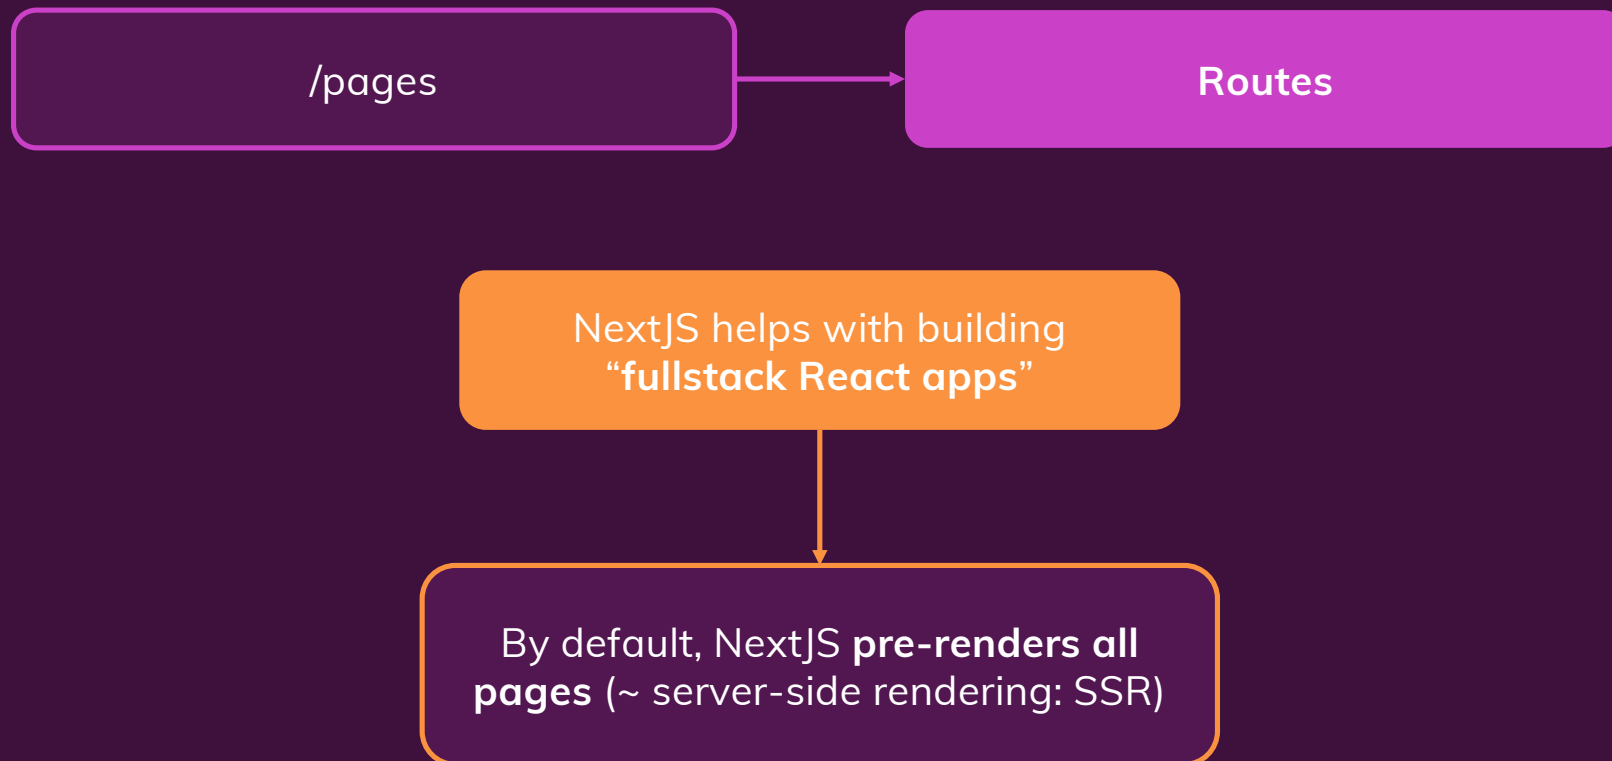 /pages
Routes
NextJS helps with building
“fullstack React apps”
By default, NextJS pre-renders all
pages (~ server-side rendering: SSR)